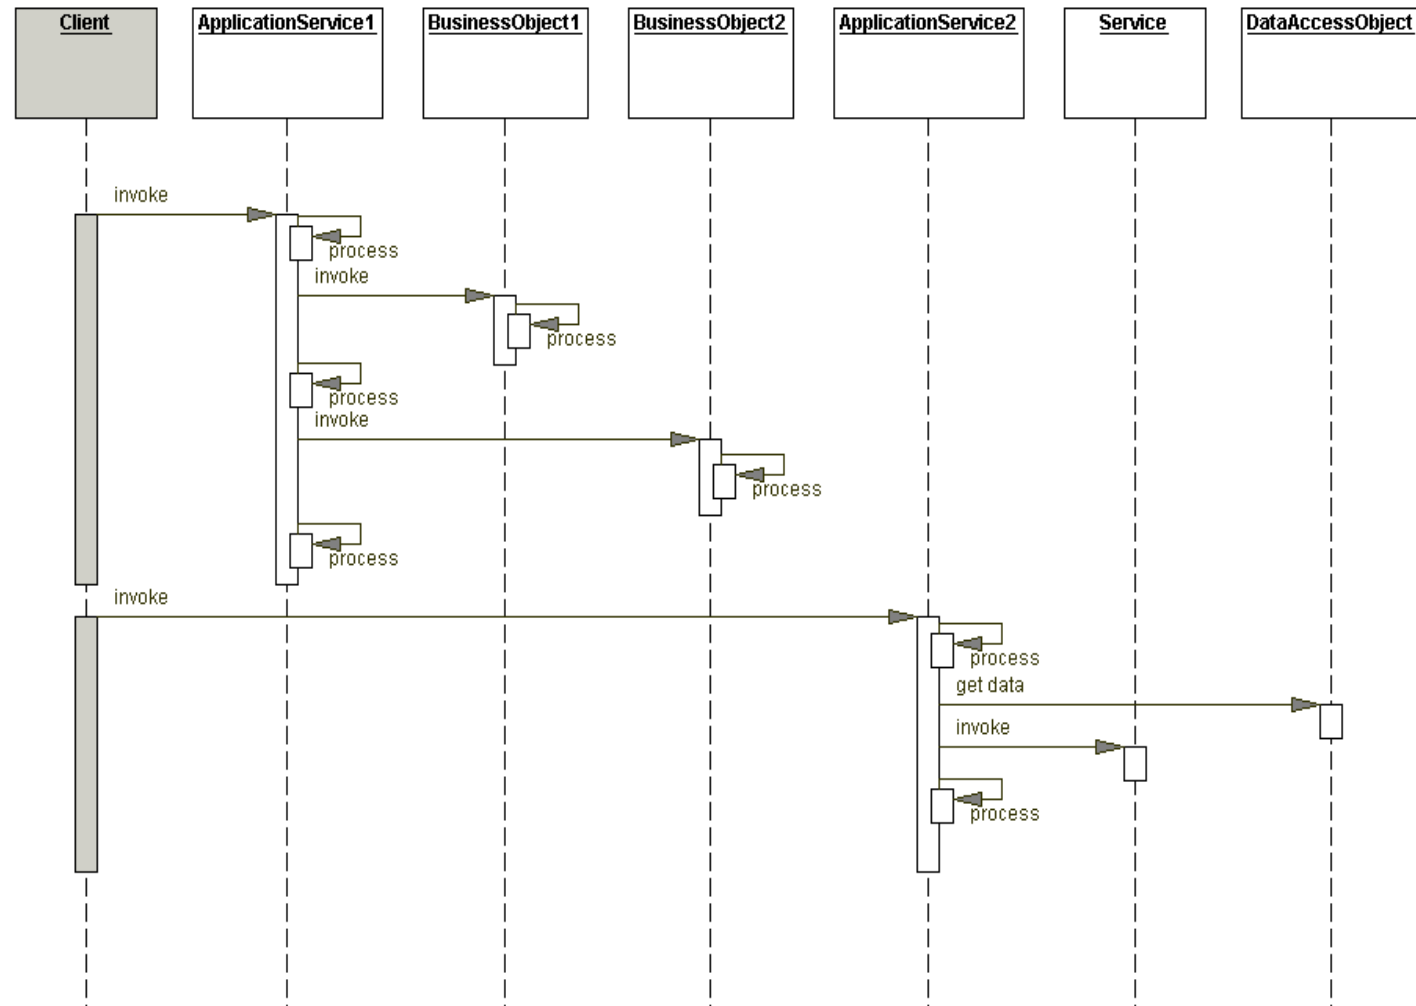 Client
ApplicationService1
BusinessObject1
BusinessObject2
ApplicationService2
Service
DataAccessObject
invoke
process
invoke
process
process
invoke
process
process
invoke
process
get data
invoke
process